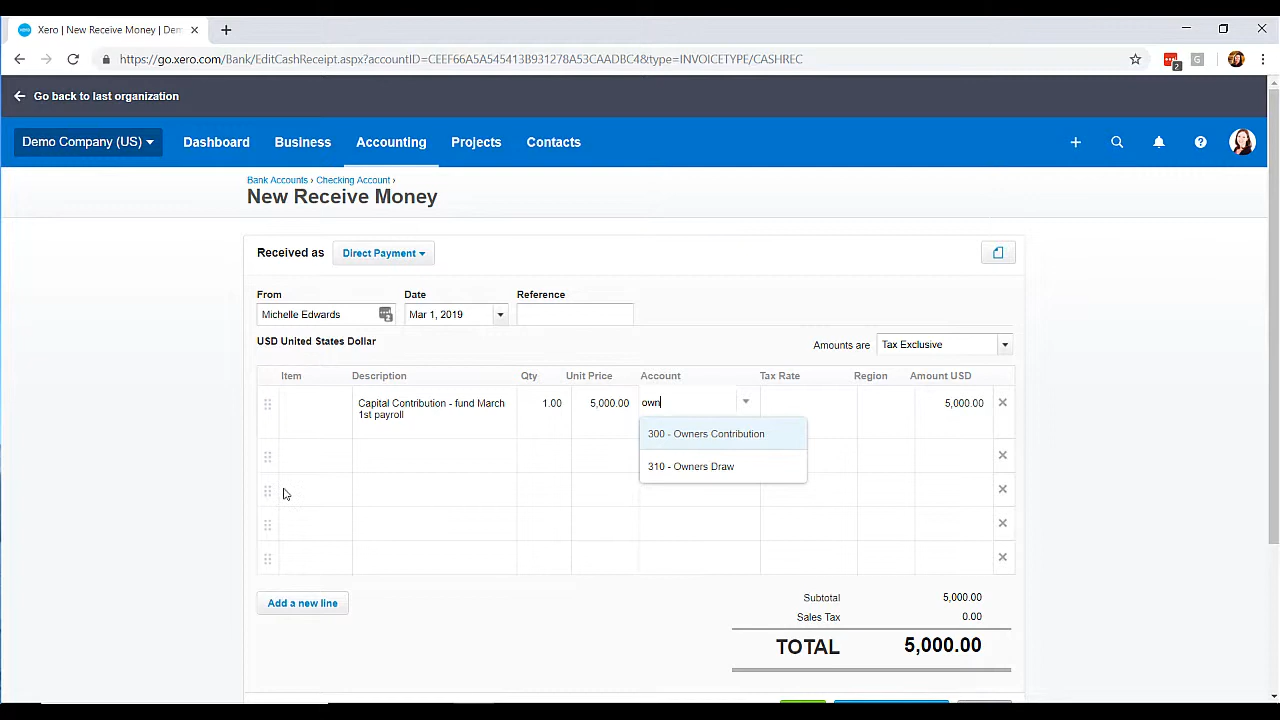 Xero | New Receive Money | Dem
https://go.xero.com/Bank/EditCashReceipt.aspx?accountID=CEEF6C5A545413B931278A53CAADBC4&type=INVOICETYPE/CASHREC
2
G
Go back to last organization
Demo Company (US)
Dashboard
Business
Accounting
Projects
Contacts
Bank Accounts › Checking Account ›
New Receive Money
Received as
Direct Payment
From
Date
Reference
Michelle Edwards
Mar 1, 2019
USD United States Dollar
Amounts are
Tax Exclusive
Item
Description
Qty
Unit Price
Account
Tax Rate
Region
Amount USD
Capital Contribution - fund March
1st payroll
1.00
5,000.00
own
5,000.00
300 - Owners Contribution
310 - Owners Draw
Add a new line
Subtotal
5,000.00
Sales Tax
0.00
TOTAL
5,000.00